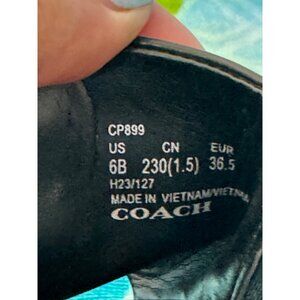 CP899
US CN EUR
6B 230(1.5) 36.5
H23/127
MADE IN VIETNAM/VIETNA
COACH